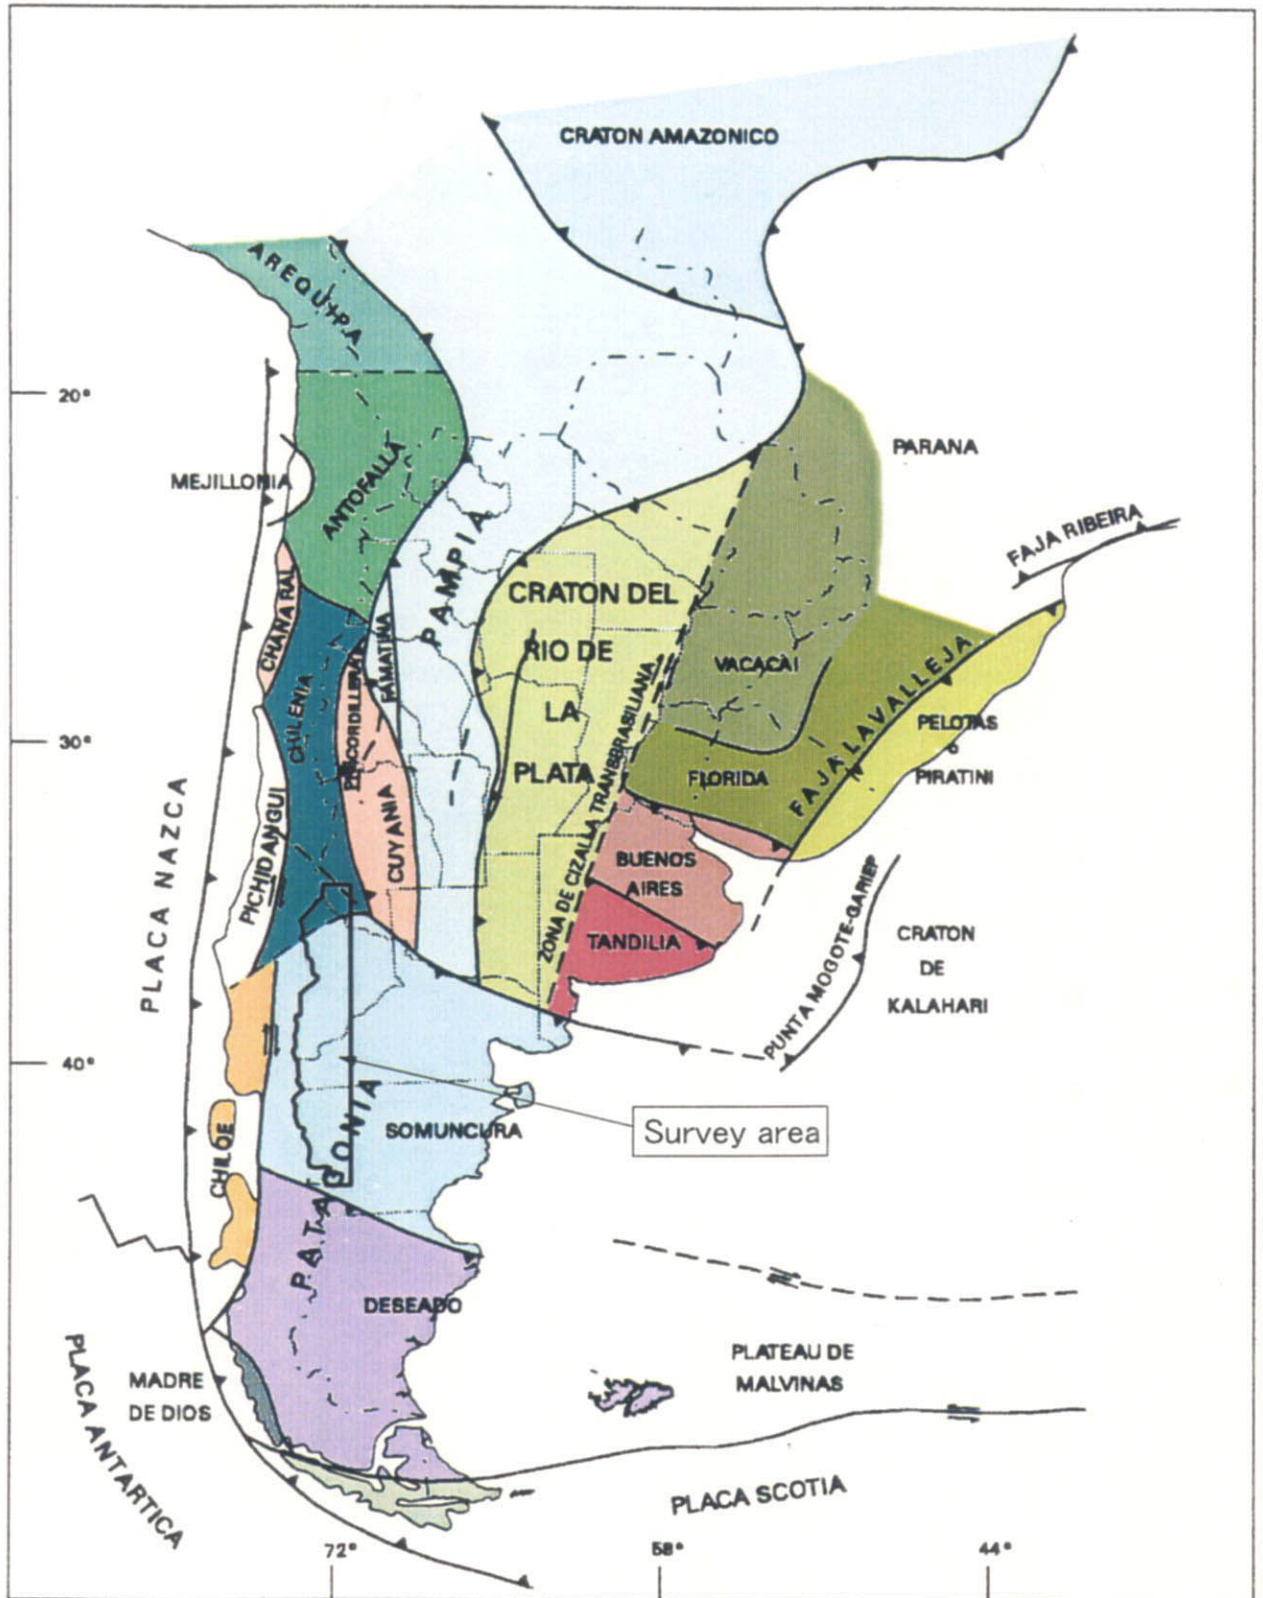 CRATON AMAZONICO
AREQUIPA
20°
PARANA
MEJILLONIA
ANTOFALLA
PAMPIA
FAJA RIBEIRA
CRATON DEL
RIO DE
LA
PLATA
CHANARAL
FAMATINA
PRECORDILLERA
CHILENIA
VACACAI
ZONA DE CIZALLA TRANBRASILIANA
FAJA LAVALLEJA
PELOTAS
PIRATINI
30°
FLORIDA
PLACA NAZCA
PICHIDANGUI
CUYANIA
BUENOS
AIRES
TANDILIA
PUNTA MOGOTE-GARIEP
CRATON
DE
KALAHARI
40°
PATAGONIA
SOMUNCURA
Survey area
CHILOE
DESEADO
PLATEAU DE
MALVINAS
MADRE
DE DIOS
PLACA ANTARTICA
PLACA SCOTIA
72°
58°
44°